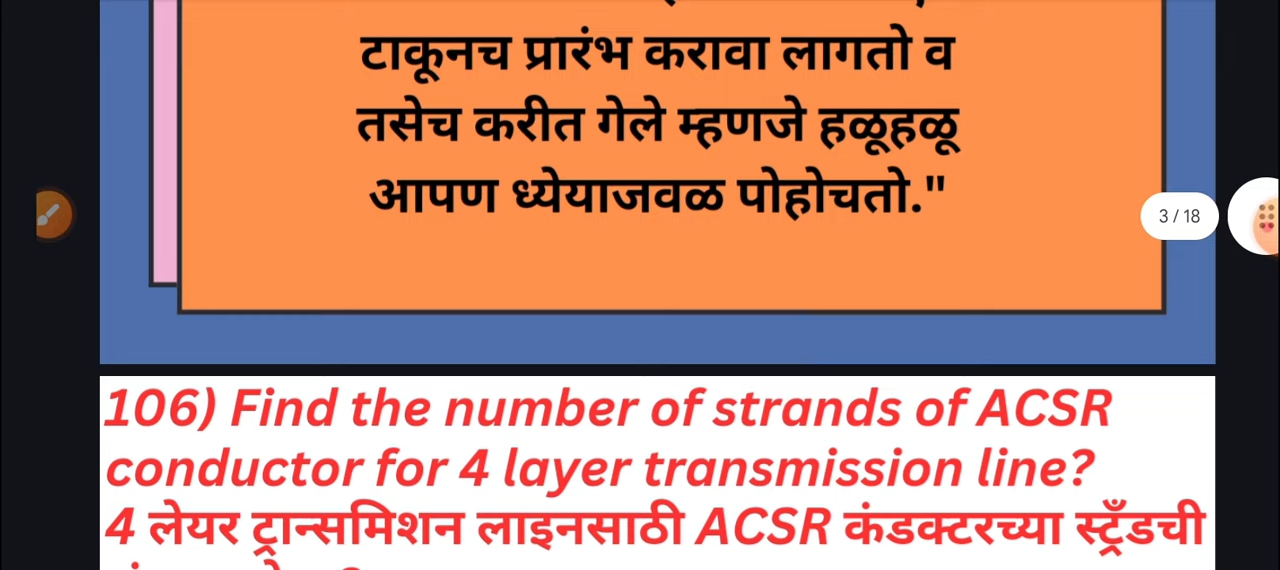 टाकूनच प्रारंभ करावा लागतो व
तसेच करीत गेले म्हणजे हळूहळू
आपण ध्येयाजवळ पोहोचतो."
3 / 18
106) Find the number of strands of ACSR
conductor for 4 layer transmission line?
4 लेयर ट्रान्समिशन लाइनसाठी ACSR कंडक्टरच्या स्ट्रँडची